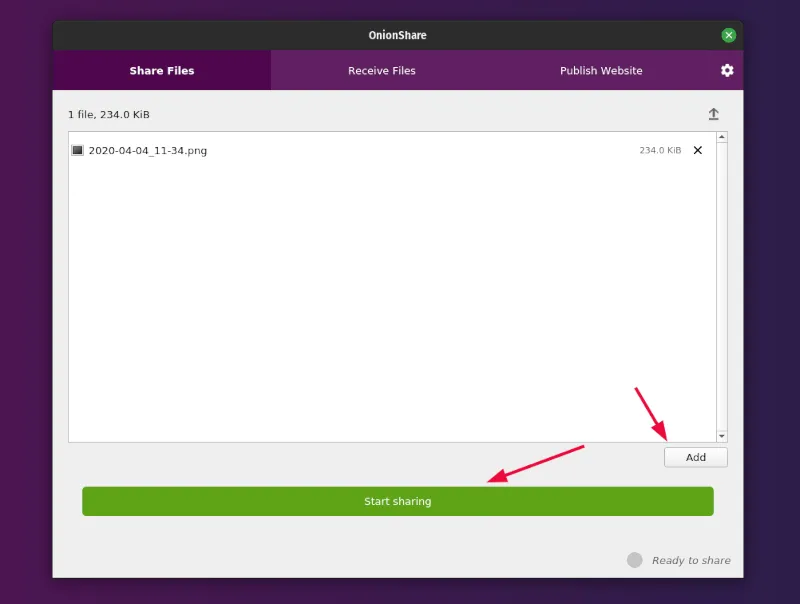 OnionShare
Share Files Receive Files Publish Website
1 file, 234.0 KiB
2020-04-04_11-34.png 234.0 KiB
Add
Start sharing
Ready to share